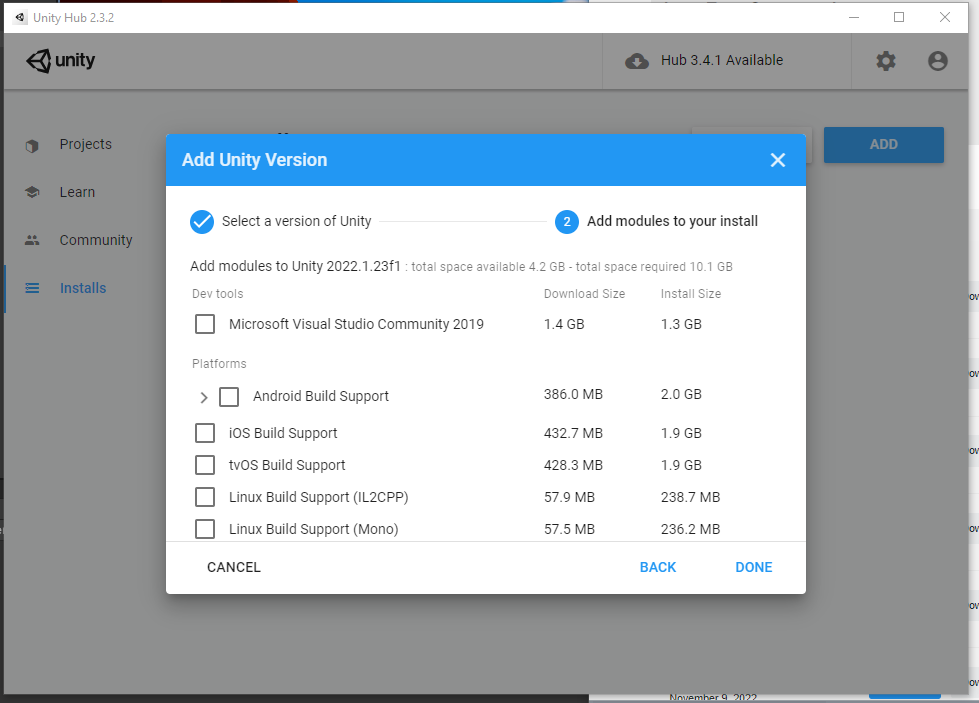 Unity Hub 2.3.2
unity
Hub 3.4.1 Available
Projects
Learn
Community
Installs
ADD
Add Unity Version
Select a version of Unity
2 Add modules to your install
Add modules to Unity 2022.1.23f1 : total space available 4.2 GB - total space required 10.1 GB
Dev tools Download Size Install Size
Microsoft Visual Studio Community 2019 1.4 GB 1.3 GB
Platforms
Android Build Support 386.0 MB 2.0 GB
iOS Build Support 432.7 MB 1.9 GB
tvOS Build Support 428.3 MB 1.9 GB
Linux Build Support (IL2CPP) 57.9 MB 238.7 MB
Linux Build Support (Mono) 57.5 MB 236.2 MB
CANCEL BACK DONE
November 9, 2022